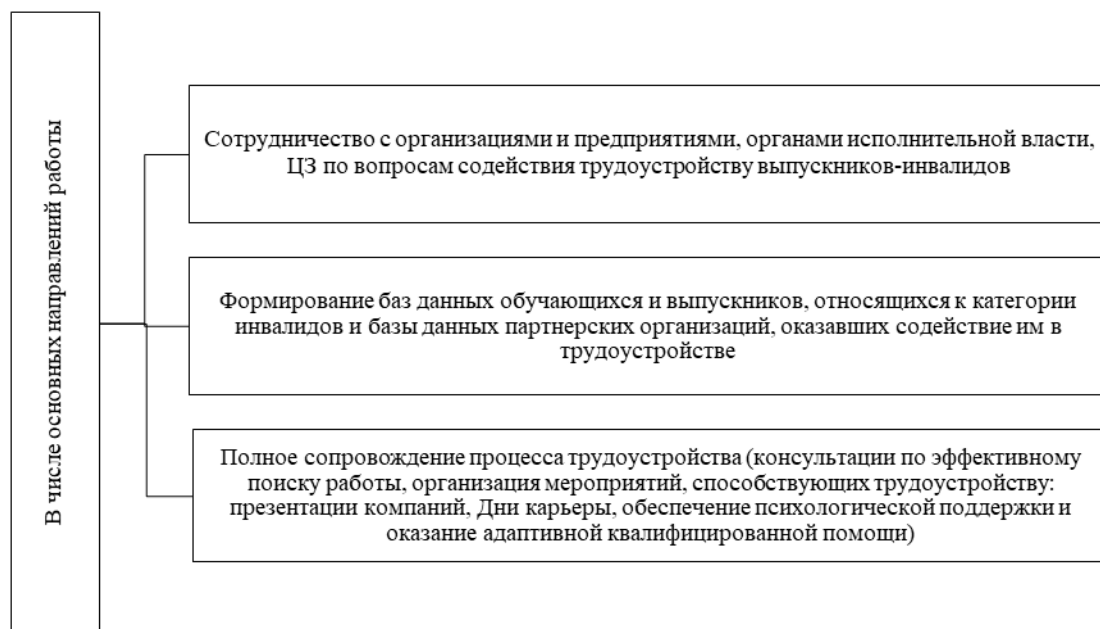 В числе основных направлений работы
Сотрудничество с организациями и предприятиями, органами исполнительной власти,
ЦЗ по вопросам содействия трудоустройству выпускников-инвалидов
Формирование баз данных обучающихся и выпускников, относящихся к категории
инвалидов и базы данных партнерских организаций, оказавших содействие им в
трудоустройстве
Полное сопровождение процесса трудоустройства (консультации по эффективному
поиску работы, организация мероприятий, способствующих трудоустройству:
презентации компаний, Дни карьеры, обеспечение психологической поддержки и
оказание адаптивной квалифицированной помощи)